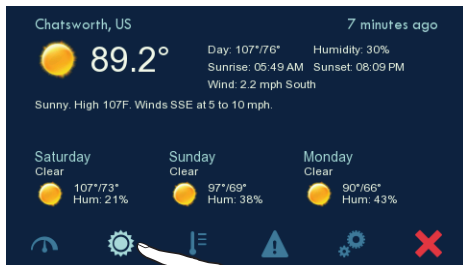 Chatsworth, US 7 minutes ago
89.2°
Day: 107°/76° Humidity: 30%
Sunrise: 05:49 AM Sunset: 08:09 PM
Wind: 2.2 mph South
Sunny. High 107F. Winds SSE at 5 to 10 mph.
Saturday Sunday Monday
Clear Clear Clear
107°/73° 97°/69° 90°/66°
Hum: 21% Hum: 38% Hum: 43%